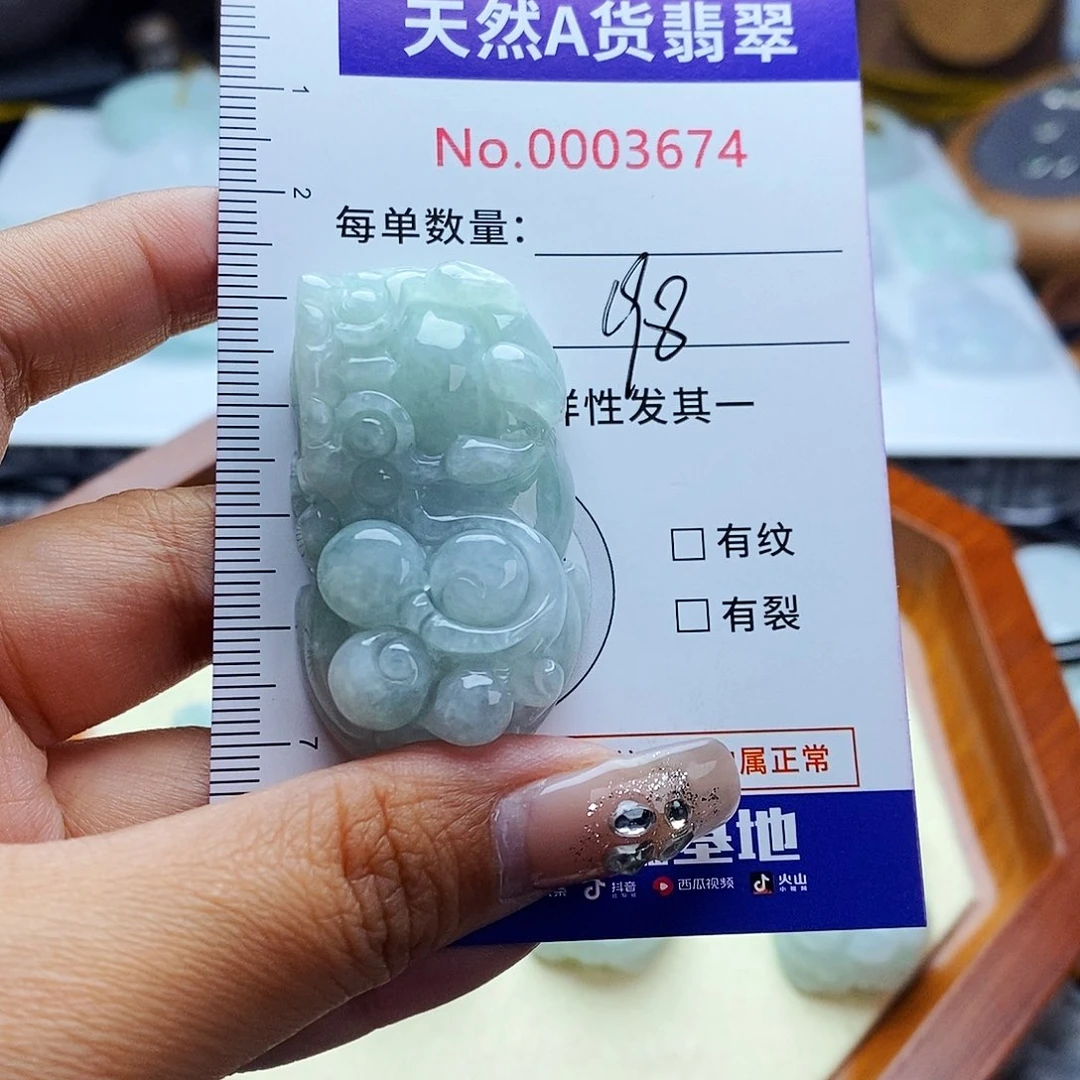 天然A货翡翠
1
No.0003674
2
每单数量：
98
样性发其一
□有纹
□有裂
7
属正常
基地
抖音 西瓜视频 火山